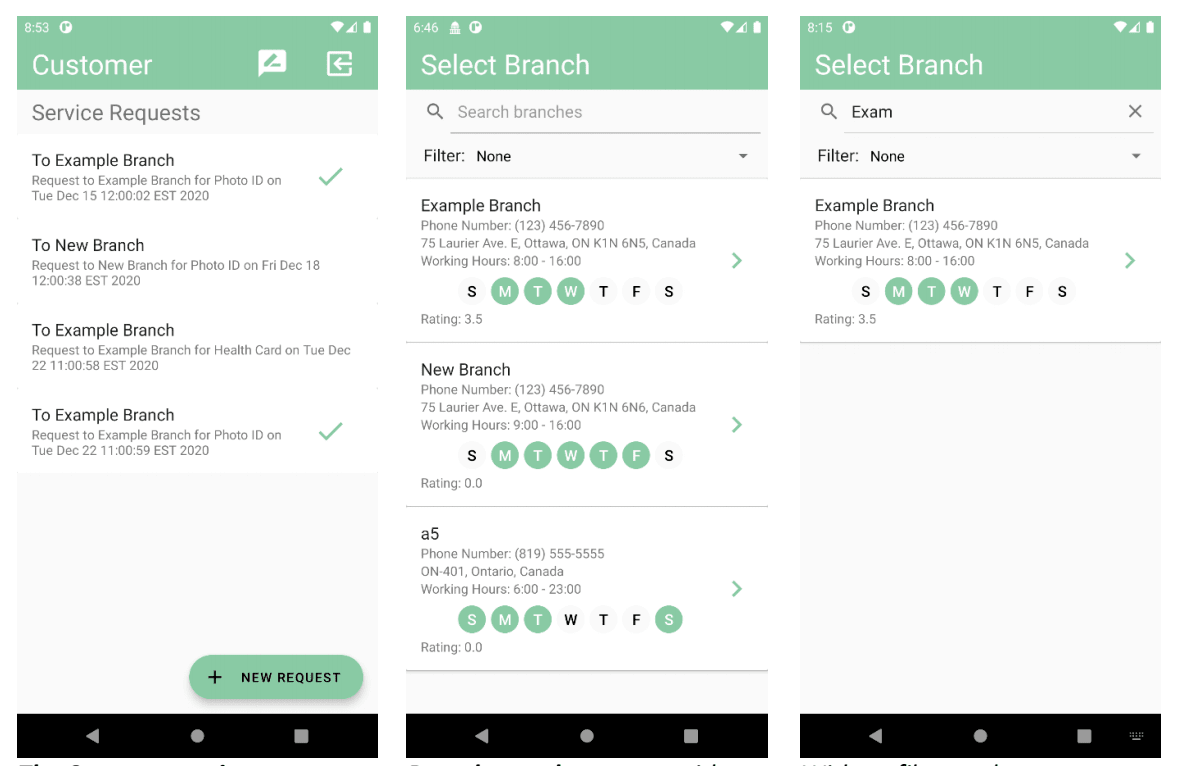 8:53
Customer
Service Requests
To Example Branch
Request to Example Branch for Photo ID on
Tue Dec 15 12:00:02 EST 2020
To New Branch
Request to New Branch for Photo ID on Fri Dec 18
12:00:38 EST 2020
To Example Branch
Request to Example Branch for Health Card on Tue Dec
22 11:00:58 EST 2020
To Example Branch
Request to Example Branch for Photo ID on
Tue Dec 22 11:00:59 EST 2020
+ NEW REQUEST
6:46
Select Branch
Search branches
Filter: None
Example Branch
Phone Number: (123) 456-7890
75 Laurier Ave. E, Ottawa, ON K1N 6N5, Canada
Working Hours: 8:00 - 16:00
S M T W T F S
Rating: 3.5
New Branch
Phone Number: (123) 456-7890
75 Laurier Ave. E, Ottawa, ON K1N 6N6, Canada
Working Hours: 9:00 - 16:00
S M T W T F S
Rating: 0.0
a5
Phone Number: (819) 555-5555
ON-401, Ontario, Canada
Working Hours: 6:00 - 23:00
S M T W T F S
Rating: 0.0
8:15
Select Branch
Exam
Filter: None
Example Branch
Phone Number: (123) 456-7890
75 Laurier Ave. E, Ottawa, ON K1N 6N5, Canada
Working Hours: 8:00 - 16:00
S M T W T F S
Rating: 3.5